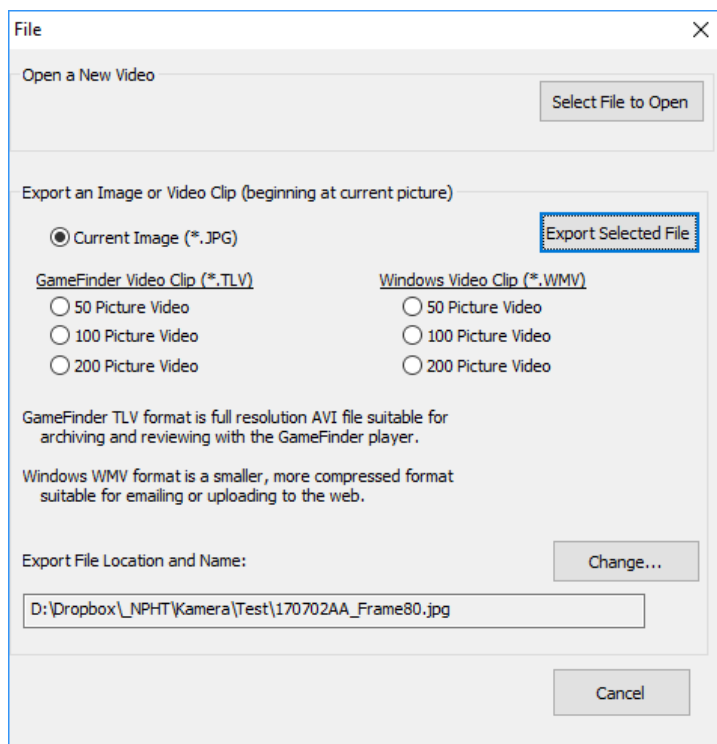 File
Open a New Video
Select File to Open
Export an Image or Video Clip (beginning at current picture)
Current Image (*.JPG)
Export Selected File
GameFinder Video Clip (*.TLV)
Windows Video Clip (*.WMV)
50 Picture Video
50 Picture Video
100 Picture Video
100 Picture Video
200 Picture Video
200 Picture Video
GameFinder TLV format is full resolution AVI file suitable for
archiving and reviewing with the GameFinder player.
Windows WMV format is a smaller, more compressed format
suitable for emailing or uploading to the web.
Export File Location and Name:
Change...
D:\Dropbox\_NPHT\Kamera\Test\170702AA_Frame80.jpg
Cancel